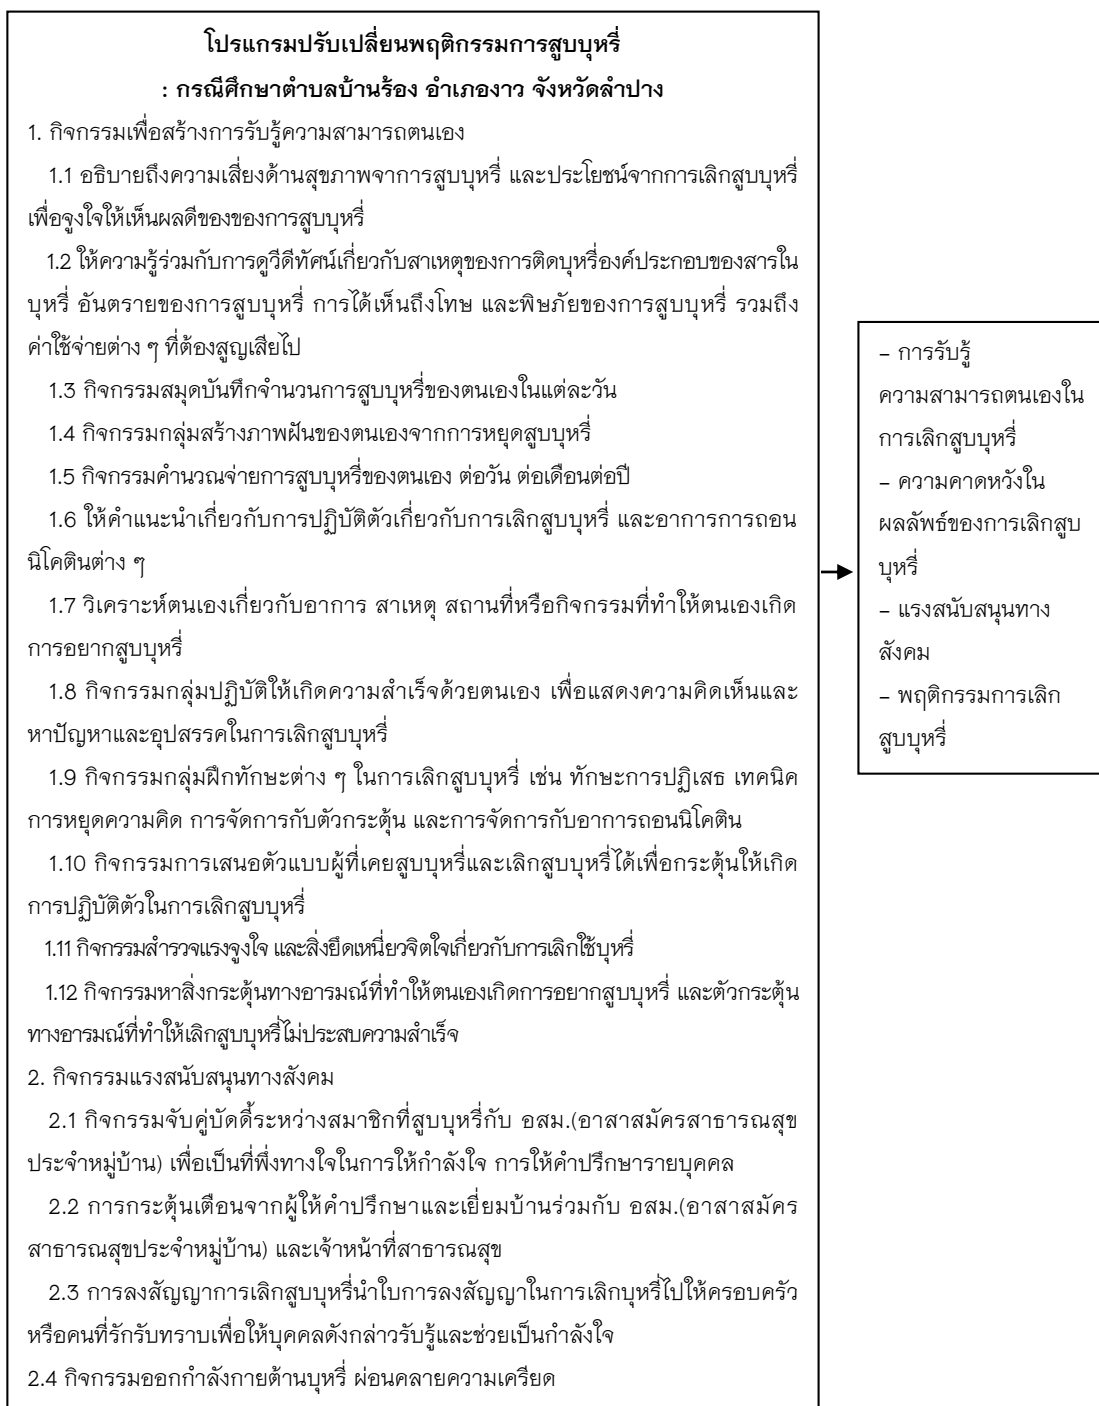 โปรแกรมปรับเปลี่ยนพฤติกรรมการสูบบุหรี่
: กรณีศึกษาตำบลบ้านร้อง อำเภองาว จังหวัดลำปาง
1. กิจกรรมเพื่อสร้างการรับรู้ความสามารถตนเอง
1.1 อธิบายถึงความเสี่ยงด้านสุขภาพจาการสูบบุหรี่ และประโยชน์จากการเลิกสูบบุหรี่
เพื่อจูงใจให้เห็นผลดีของของการสูบบุหรี่
1.2 ให้ความรู้ร่วมกับการดูวีดีทัศน์เกี่ยวกับสาเหตุของการติดบุหรี่องค์ประกอบของสารใน
บุหรี่ อันตรายของการสูบบุหรี่ การได้เห็นถึงโทษ และพิษภัยของการสูบบุหรี่ รวมถึง
ค่าใช้จ่ายต่าง ๆ ที่ต้องสูญเสียไป
1.3 กิจกรรมสมุดบันทึกจำนวนการสูบบุหรี่ของตนเองในแต่ละวัน
1.4 กิจกรรมกลุ่มสร้างภาพฝันของตนเองจากการหยุดสูบบุหรี่
1.5 กิจกรรมคำนวณจ่ายการสูบบุหรี่ของตนเอง ต่อวัน ต่อเดือนต่อปี
1.6 ให้คำแนะนำเกี่ยวกับการปฏิบัติตัวเกี่ยวกับการเลิกสูบบุหรี่ และอาการการถอน
นิโคตินต่าง ๆ
1.7 วิเคราะห์ตนเองเกี่ยวกับอาการ สาเหตุ สถานที่หรือกิจกรรมที่ทำให้ตนเองเกิด
การอยากสูบบุหรี่
1.8 กิจกรรมกลุ่มปฏิบัติให้เกิดความสำเร็จด้วยตนเอง เพื่อแสดงความคิดเห็นและ
หาปัญหาและอุปสรรคในการเลิกสูบบุหรี่
1.9 กิจกรรมกลุ่มฝึกทักษะต่าง ๆ ในการเลิกสูบบุหรี่ เช่น ทักษะการปฏิเสธ เทคนิค
การหยุดความคิด การจัดการกับตัวกระตุ้น และการจัดการกับอาการถอนนิโคติน
1.10 กิจกรรมการเสนอตัวแบบผู้ที่เคยสูบบุหรี่และเลิกสูบบุหรี่ได้เพื่อกระตุ้นให้เกิด
การปฏิบัติตัวในการเลิกสูบบุหรี่
1.11 กิจกรรมสำรวจแรงจูงใจ และสิ่งยึดเหนี่ยวจิตใจเกี่ยวกับการเลิกใช้บุหรี่
1.12 กิจกรรมหาสิ่งกระตุ้นทางอารมณ์ที่ทำให้ตนเองเกิดการอยากสูบบุหรี่ และตัวกระตุ้น
ทางอารมณ์ที่ทำให้เลิกสูบบุหรี่ไม่ประสบความสำเร็จ
2. กิจกรรมแรงสนับสนุนทางสังคม
2.1 กิจกรรมจับคู่บัดดี้ระหว่างสมาชิกที่สูบบุหรี่กับ อสม.(อาสาสมัครสาธารณสุข
ประจำหมู่บ้าน) เพื่อเป็นที่พึ่งทางใจในการให้กำลังใจ การให้คำปรึกษารายบุคคล
2.2 การกระตุ้นเตือนจากผู้ให้คำปรึกษาและเยี่ยมบ้านร่วมกับ อสม.(อาสาสมัคร
สาธารณสุขประจำหมู่บ้าน) และเจ้าหน้าที่สาธารณสุข
2.3 การลงสัญญาการเลิกสูบบุหรี่นำใบการลงสัญญาในการเลิกบุหรี่ไปให้ครอบครัว
หรือคนที่รักรับทราบเพื่อให้บุคคลดังกล่าวรับรู้และช่วยเป็นกำลังใจ
2.4 กิจกรรมออกกำลังกายต้านบุหรี่ ผ่อนคลายความเครียด
– การรับรู้
ความสามารถตนเองใน
การเลิกสูบบุหรี่
– ความคาดหวังใน
ผลลัพธ์ของการเลิกสูบ
บุหรี่
– แรงสนับสนุนทาง
สังคม
– พฤติกรรมการเลิก
สูบบุหรี่